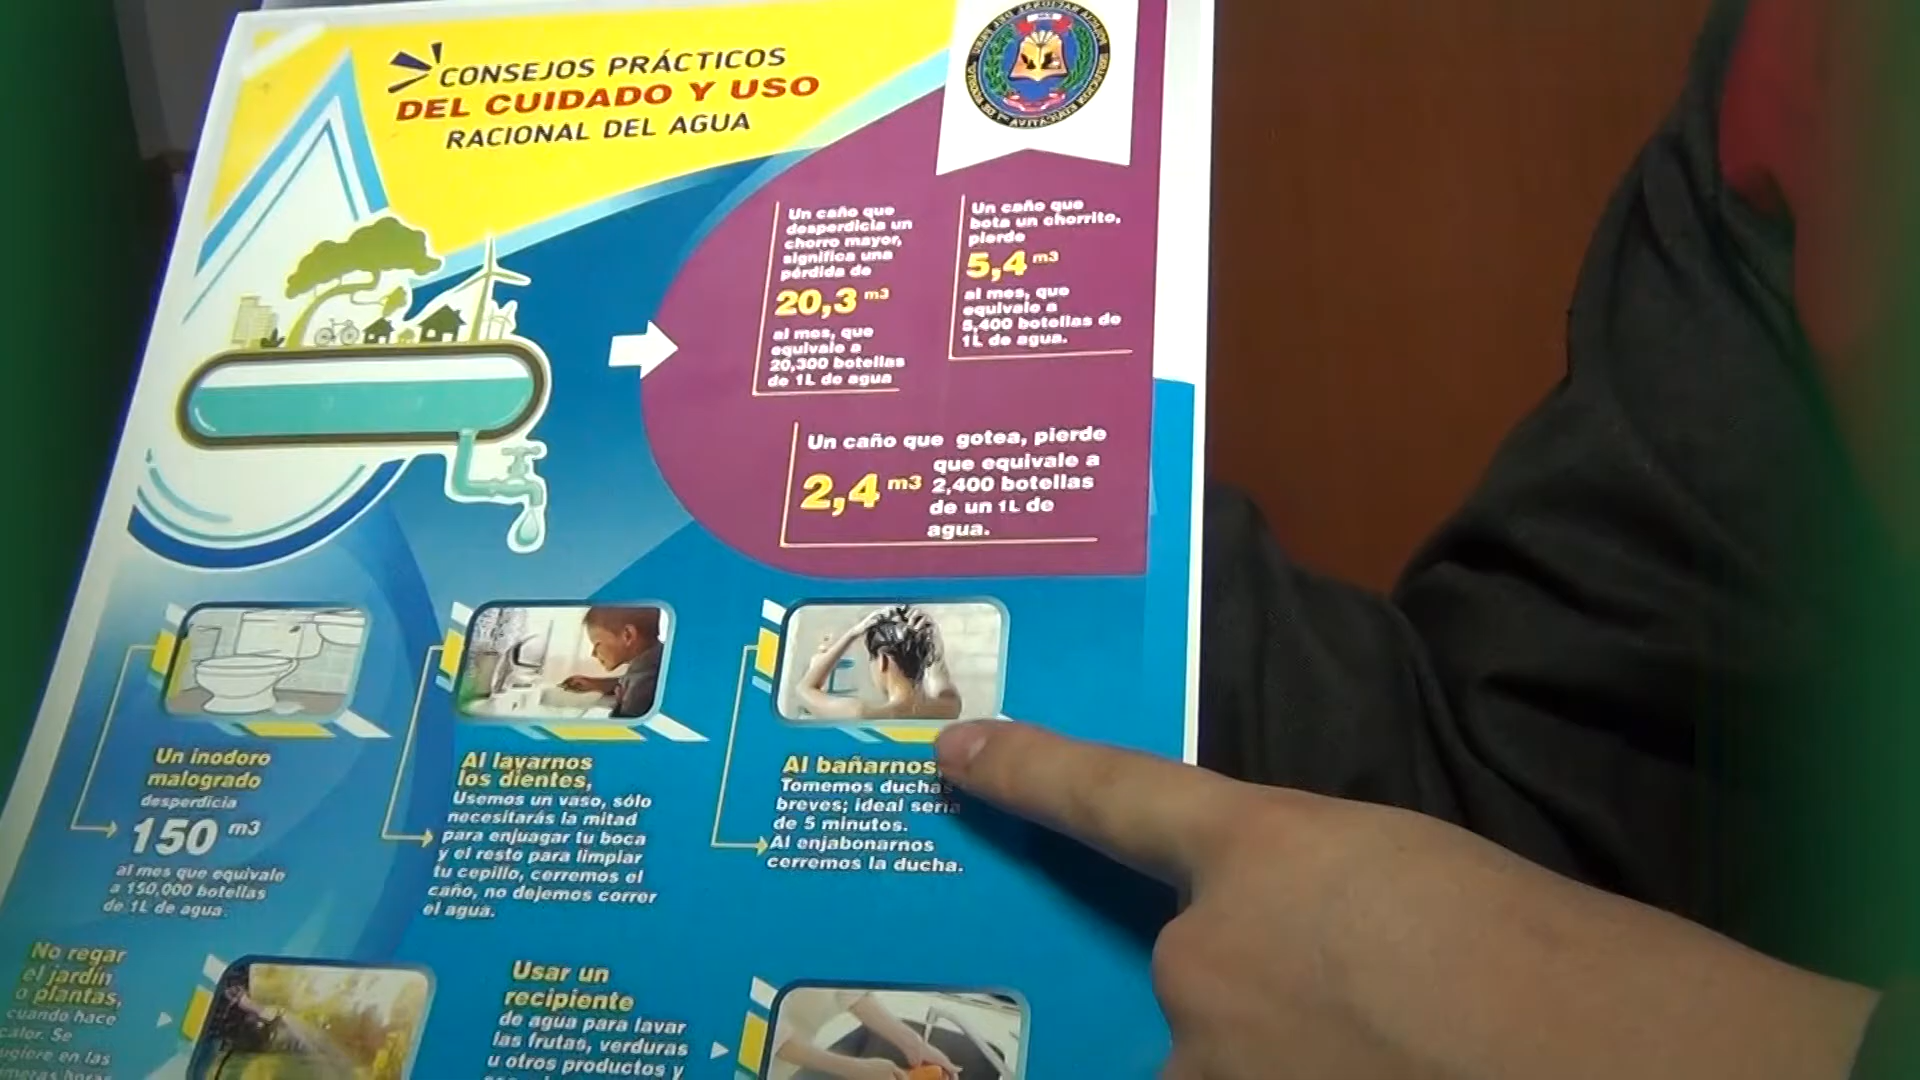 CONSEJOS PRÁCTICOS
DEL CUIDADO Y USO
RACIONAL DEL AGUA
Un caño que
desperdicia un
chorro mayor,
significa una
pérdida de
20,3 m3
al mes, que
equivale a
20,300 botellas
de 1L de agua
Un caño que
bota un chorrito,
pierde
5,4 m3
al mes, que
equivale a
5,400 botellas de
1L de agua.
Un caño que gotea, pierde
2,4 m3
que equivale a
2,400 botellas
de un 1L de
agua.
Un inodoro
malogrado
desperdicia
150 m3
al mes que equivale
a 150,000 botellas
de 1L de agua.
Al lavarnos
los dientes,
Usemos un vaso, sólo
necesitarás la mitad
para enjuagar tu boca
y el resto para limpiar
tu cepillo, cerremos el
caño, no dejemos correr
el agua.
Al bañarnos,
Tomemos duchas
breves; ideal sería
de 5 minutos.
Al enjabonarnos
cerremos la ducha.
No regar
el jardín
o plantas,
cuando hace
calor. Se
en las
Usar un
recipiente
de agua para lavar
las frutas, verduras
u otros productos y